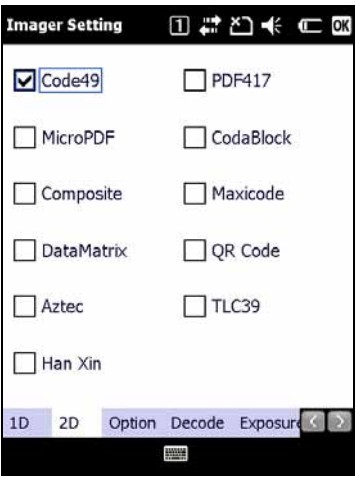 Imager Setting 1 OK
Code49 PDF417
MicroPDF CodaBlock
Composite Maxicode
DataMatrix QR Code
Aztec TLC39
Han Xin
1D 2D Option Decode Exposure